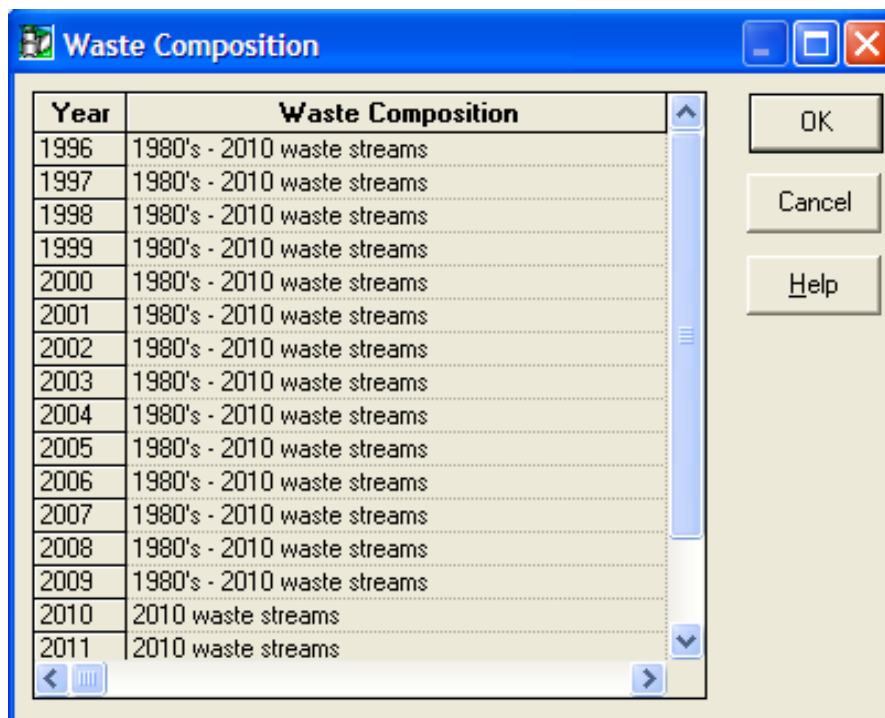 Waste Composition
Year Waste Composition
1996 1980's - 2010 waste streams
1997 1980's - 2010 waste streams
1998 1980's - 2010 waste streams
1999 1980's - 2010 waste streams
2000 1980's - 2010 waste streams
2001 1980's - 2010 waste streams
2002 1980's - 2010 waste streams
2003 1980's - 2010 waste streams
2004 1980's - 2010 waste streams
2005 1980's - 2010 waste streams
2006 1980's - 2010 waste streams
2007 1980's - 2010 waste streams
2008 1980's - 2010 waste streams
2009 1980's - 2010 waste streams
2010 2010 waste streams
2011 2010 waste streams
OK
Cancel
Help